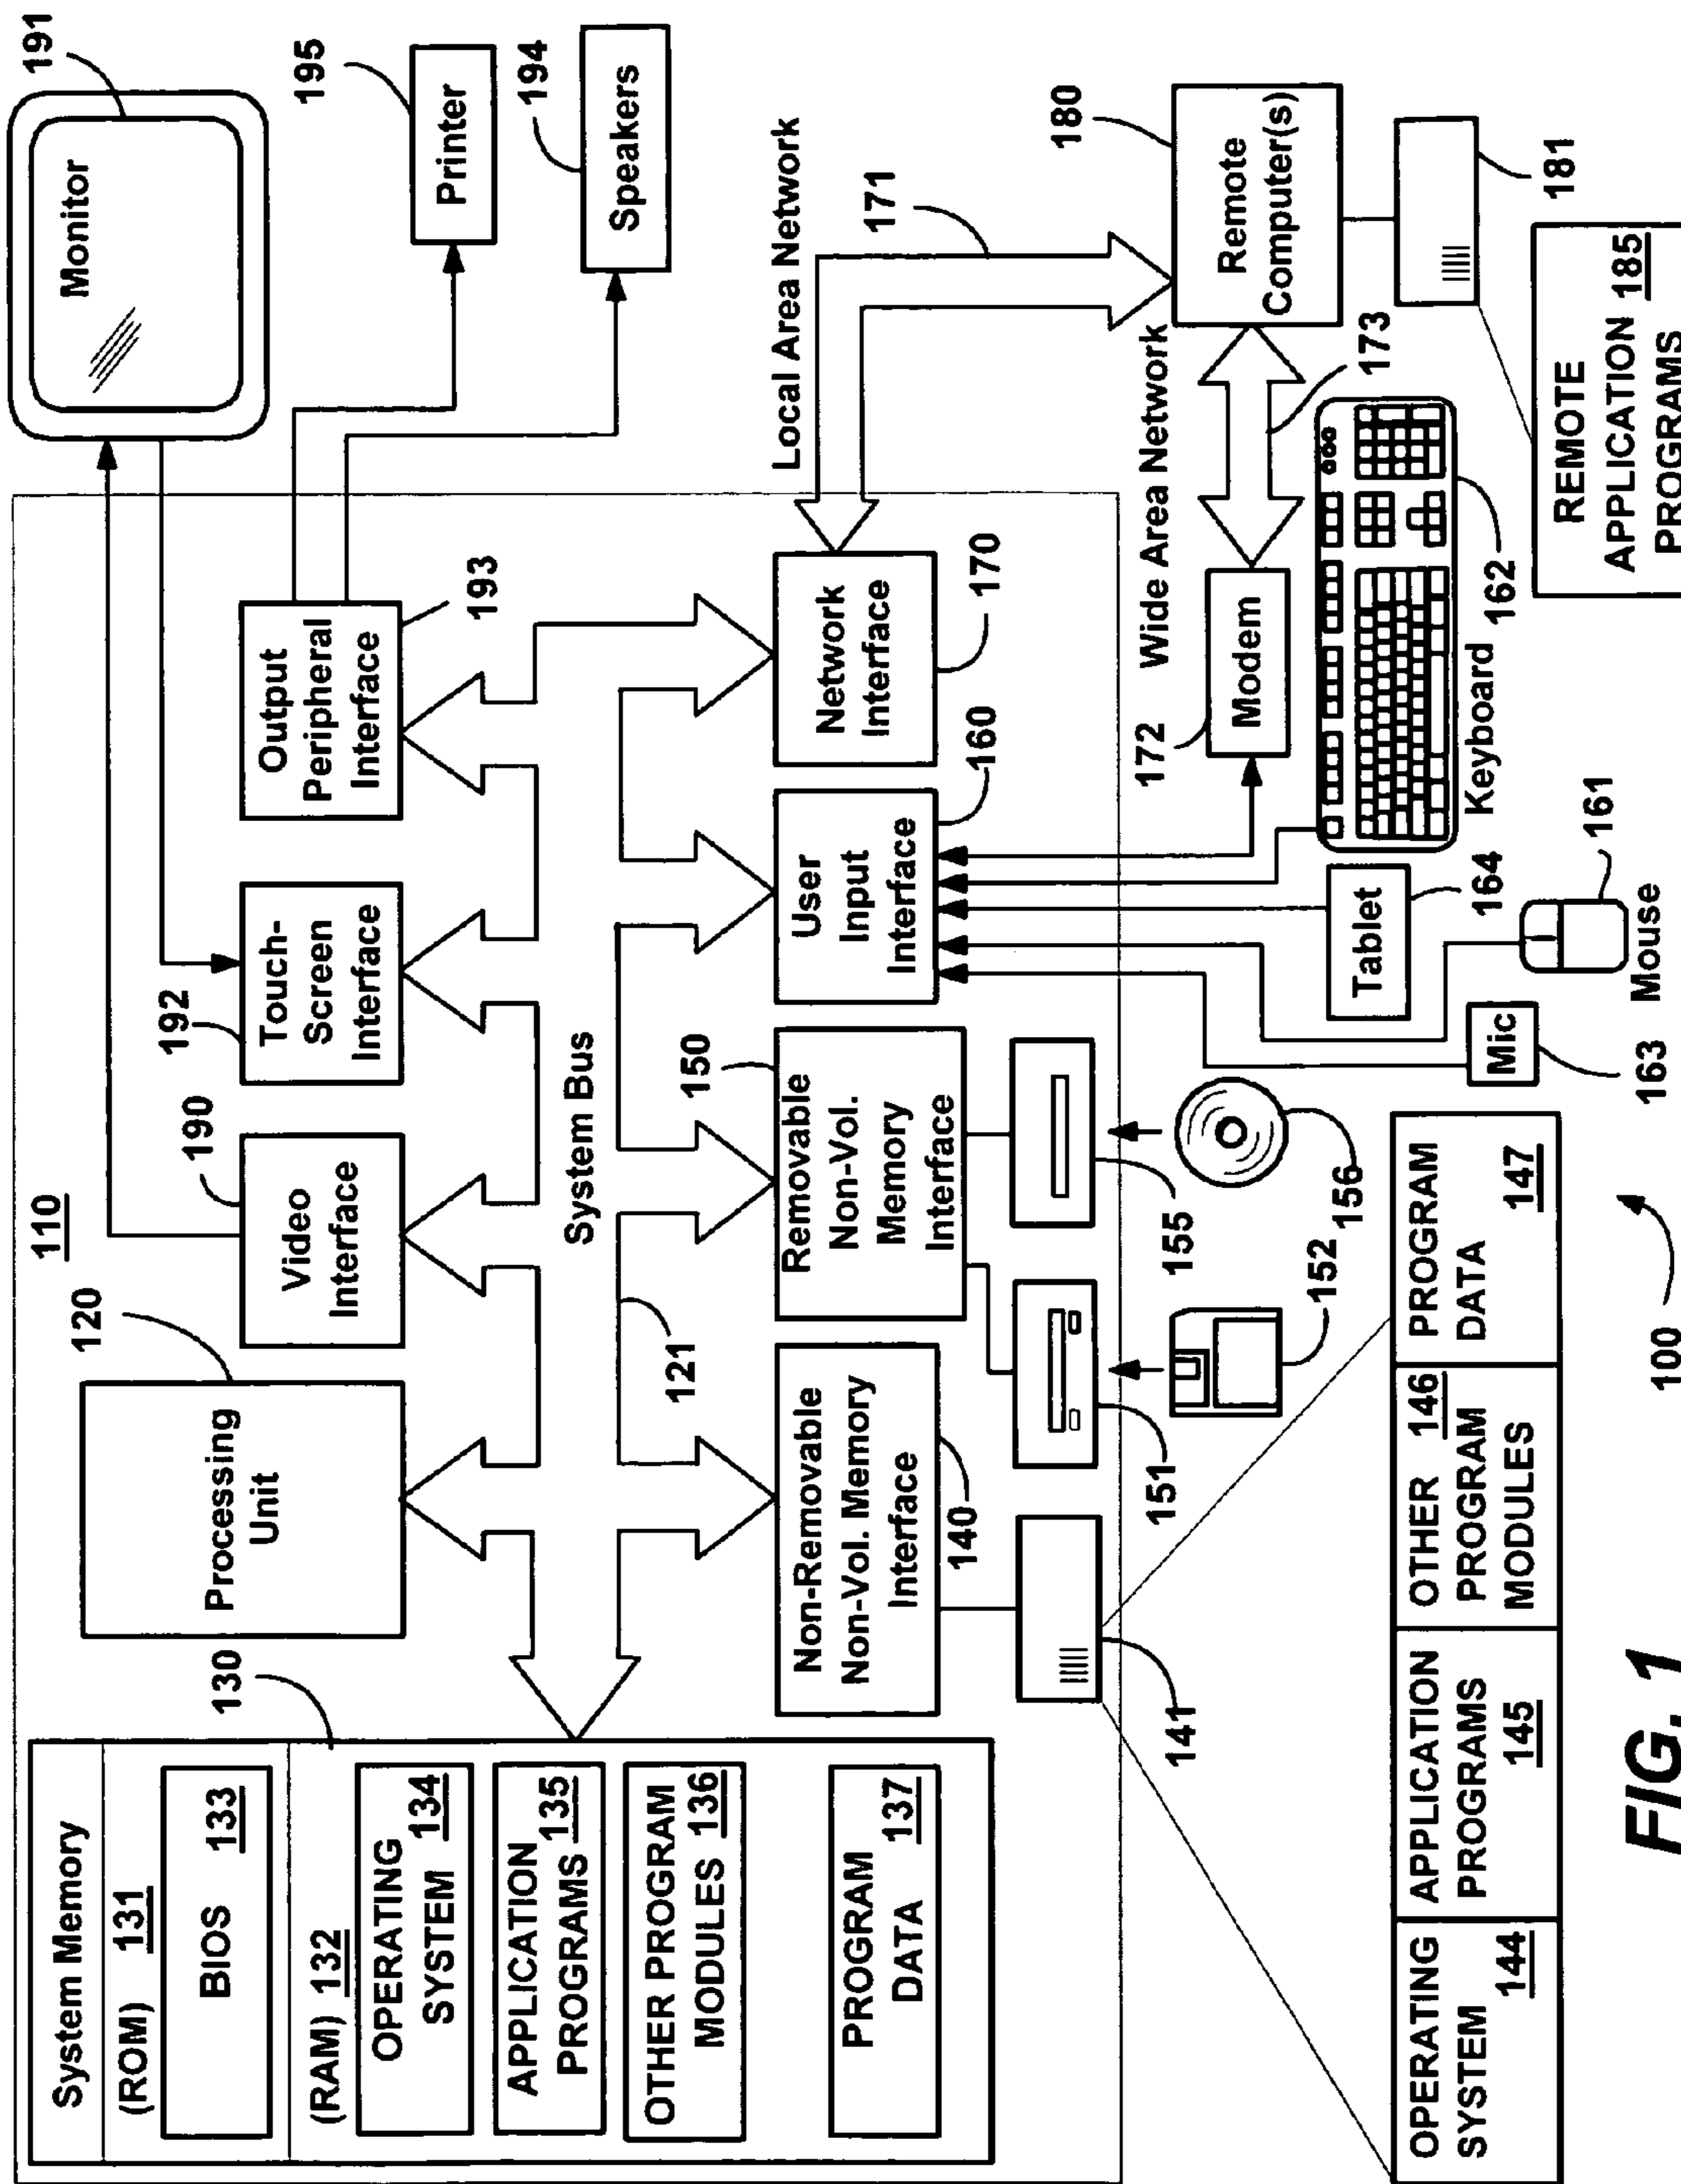 110
System Memory
(ROM) 131
BIOS 133
130
(RAM) 132
OPERATING
SYSTEM 134
APPLICATION
PROGRAMS 135
OTHER PROGRAM
MODULES 136
PROGRAM
DATA 137
120
Processing
Unit
190
Video
Interface
192
Touch-
Screen
Interface
Output
Peripheral
Interface
193
Monitor
191
195
Printer
194
Speakers
System Bus
121
Non-Removable
Non-Vol. Memory
Interface
140
150
Removable
Non-Vol.
Memory
Interface
User
Input
Interface
160
Network
Interface
170
Local Area Network
171
141
151
152
155
156
172
Modem
Wide Area Network
173
Remote
Computer(s)
180
181
Keyboard
162
Tablet
164
Mic
163
Mouse
161
REMOTE
APPLICATION 185
PROGRAMS
OPERATING
SYSTEM 144
APPLICATION
PROGRAMS
145
OTHER 146
PROGRAM
MODULES
PROGRAM
DATA 147
100
FIG. 1